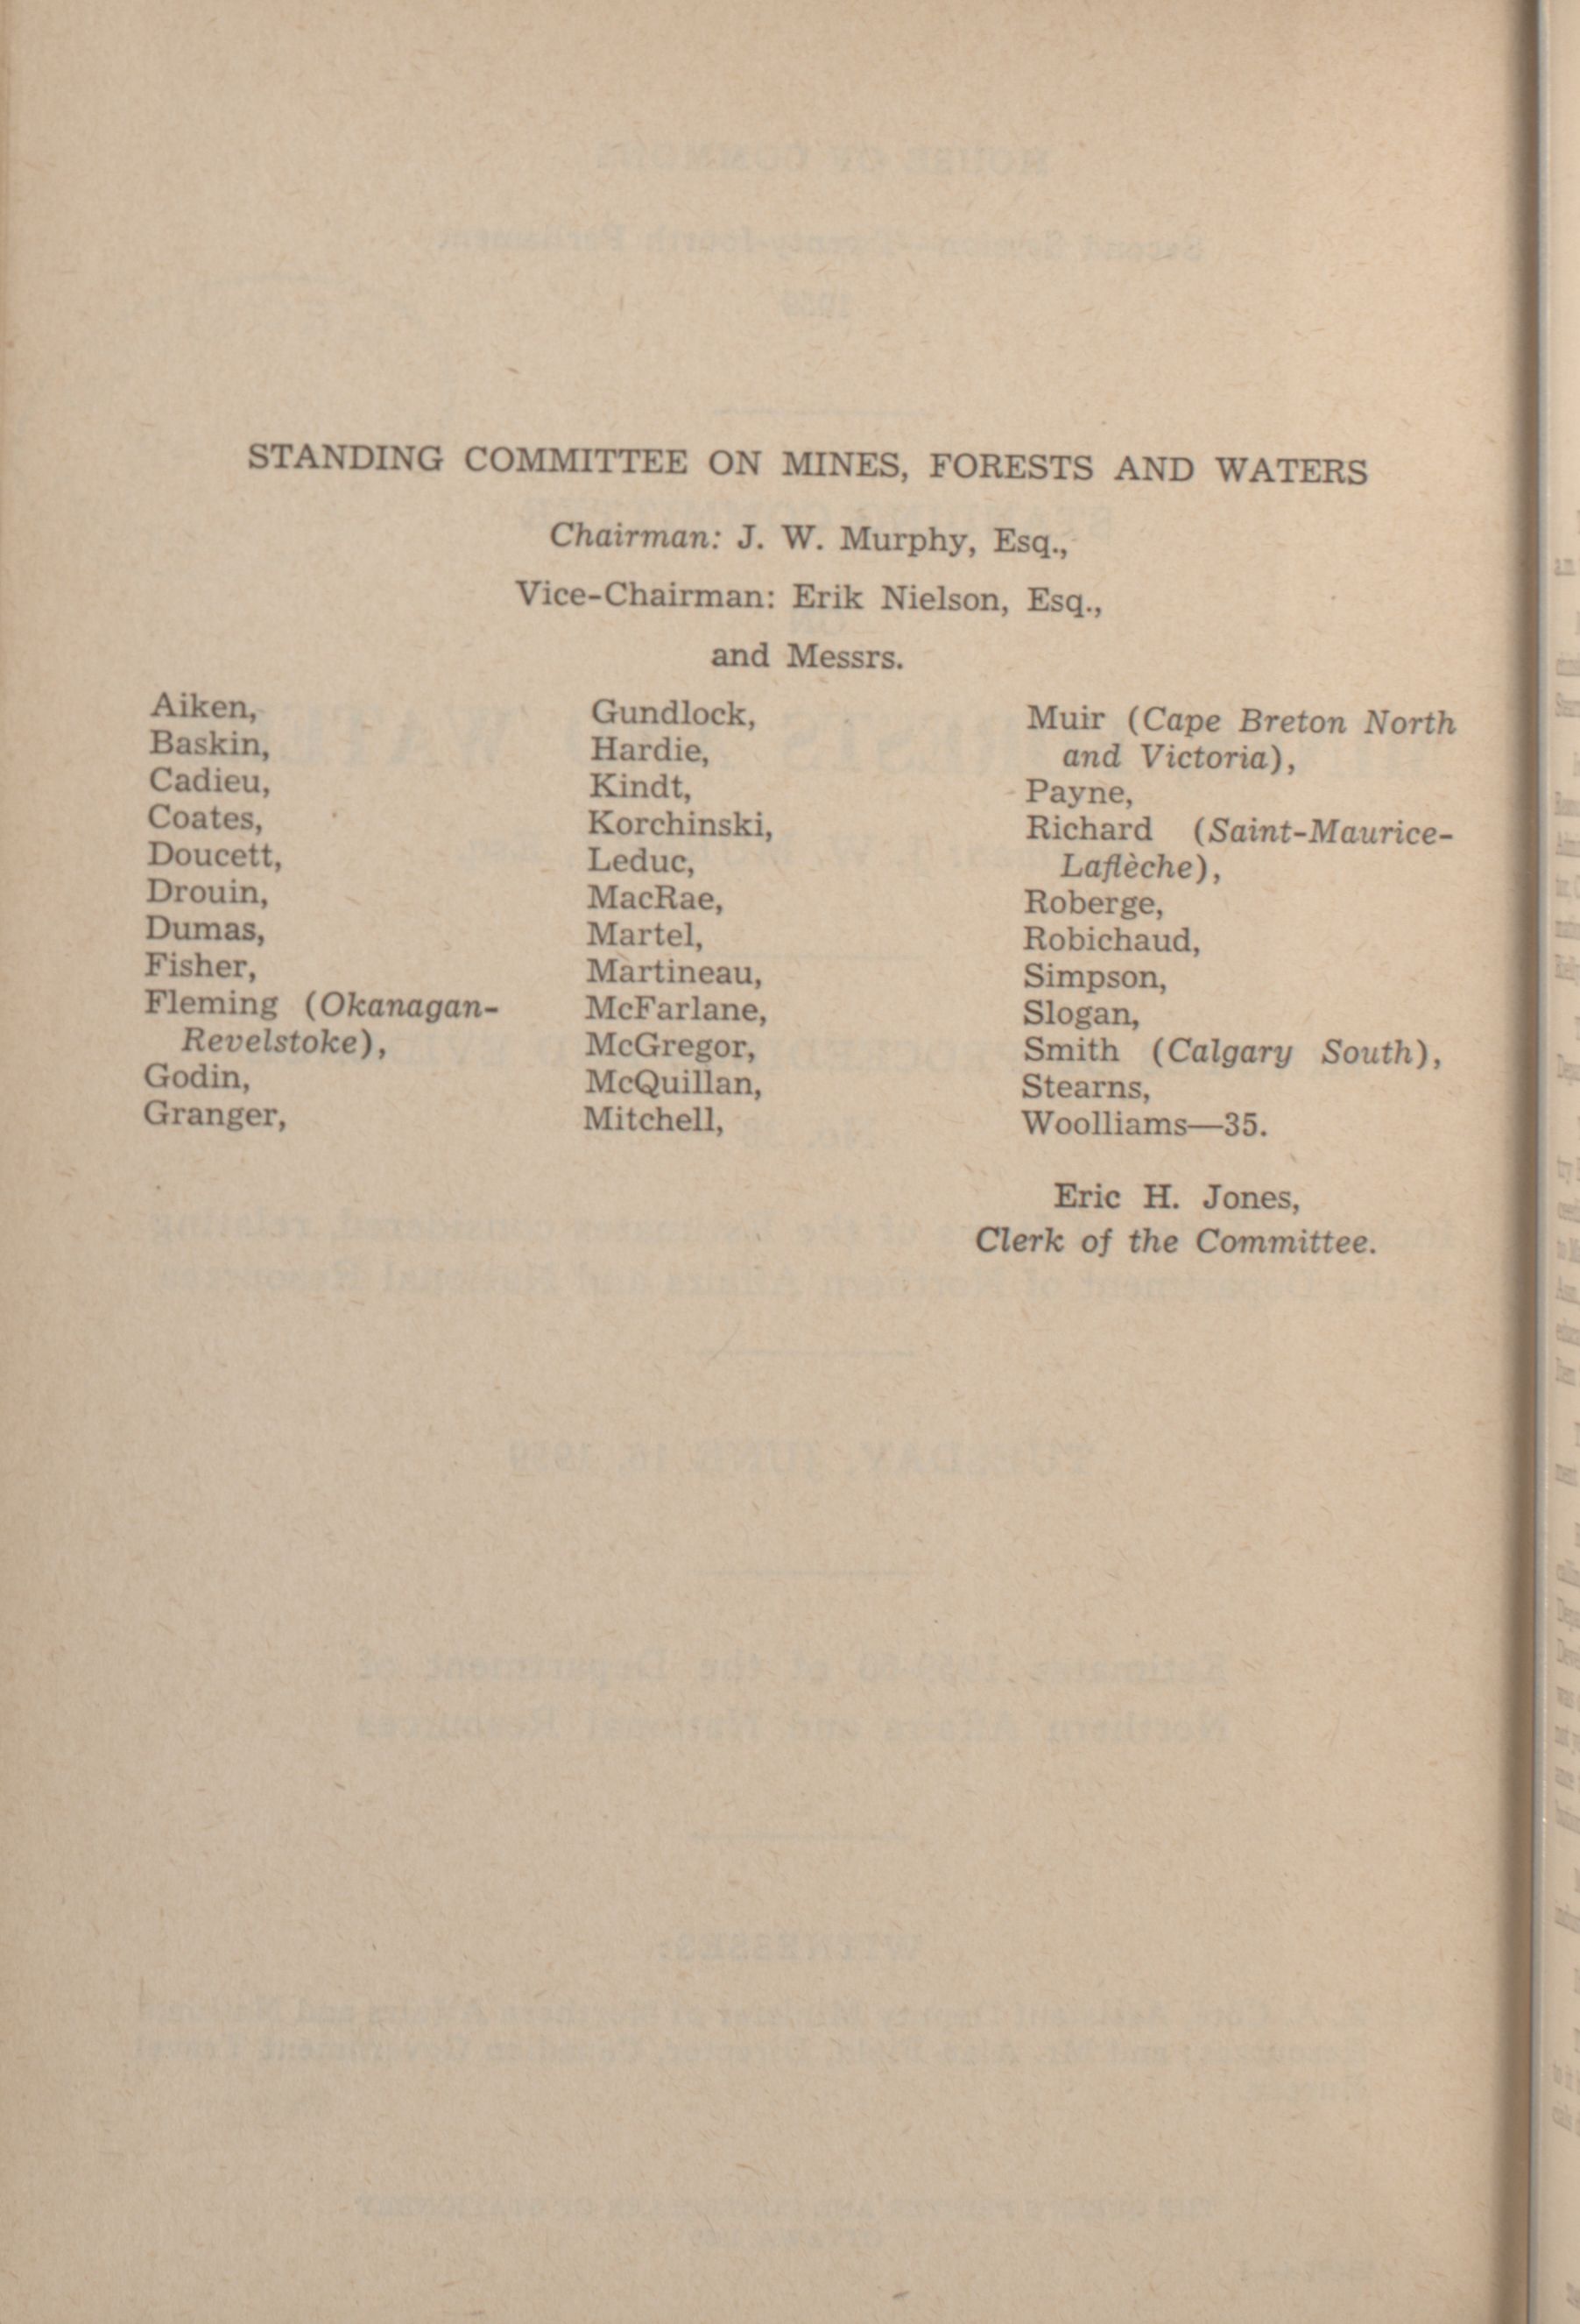 STANDING COMMITTEE ON MINES, FORESTS AND WATERS
Chairman: J. W. Murphy, Esq.,
Vice-Chairman: Erik Nielson, Esq.,
and Messrs.
Aiken,
Baskin,
Cadieu,
Coates,
Doucett,
Drouin,
Dumas,
Fisher,
Fleming (Okanagan-
Revelstoke),
Godin,
Granger,
Gundlock,
Hardie,
Kindt,
Korchinski,
Leduc,
MacRae,
Martel,
Martineau,
McFarlane,
McGregor,
McQuillan,
Mitchell,
Muir (Cape Breton North
and Victoria),
Payne,
Richard (Saint-Maurice-
Laflèche),
Roberge,
Robichaud,
Simpson,
Slogan,
Smith (Calgary South),
Stearns,
Woolliams—35.
Eric H. Jones,
Clerk of the Committee.